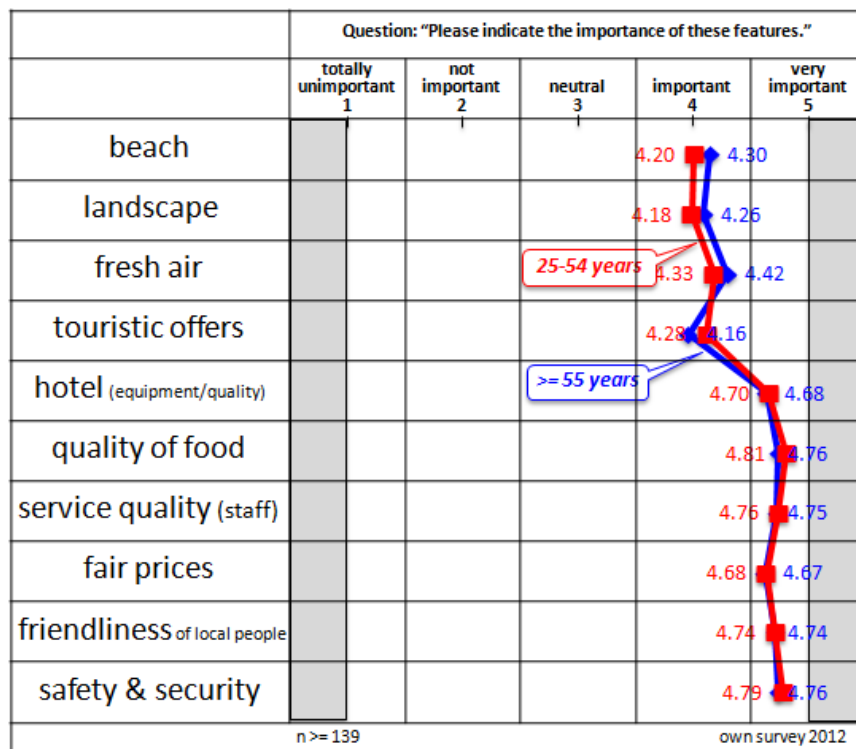 Question: “Please indicate the importance of these features.”
totally unimportant 1
not important 2
neutral 3
important 4
very important 5
beach 4.20 4.30
landscape 4.18 4.26
25-54 years
fresh air 4.33 4.42
touristic offers 4.28 4.16
>= 55 years
hotel (equipment/quality) 4.70 4.68
quality of food 4.81 4.76
service quality (staff) 4.75
fair prices 4.68 4.67
friendliness of local people 4.74 4.74
safety & security 4.79 4.76
n >= 139
own survey 2012